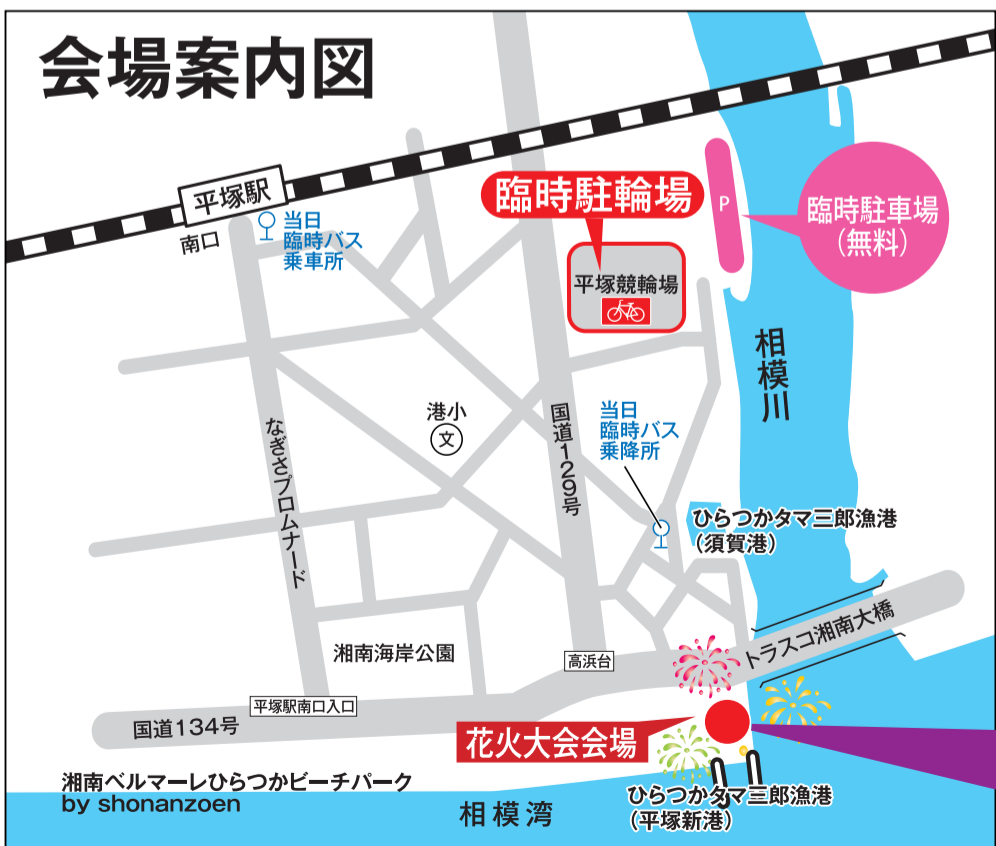 会場案内図
平塚駅
南口
当日
臨時バス
乗車所
臨時駐輪場
平塚競輪場
P
臨時駐車場
(無料)
相模川
港小
文
なぎさプロムナード
国道129号
当日
臨時バス
乗降所
ひらつかタマ三郎漁港
(須賀港)
トラスコ湘南大橋
湘南海岸公園
高浜台
平塚駅南口入口
国道134号
花火大会会場
湘南ベルマーレひらつかビーチパーク
by shonanzoen
相模湾
ひらつかタマ三郎漁港
(平塚新港)